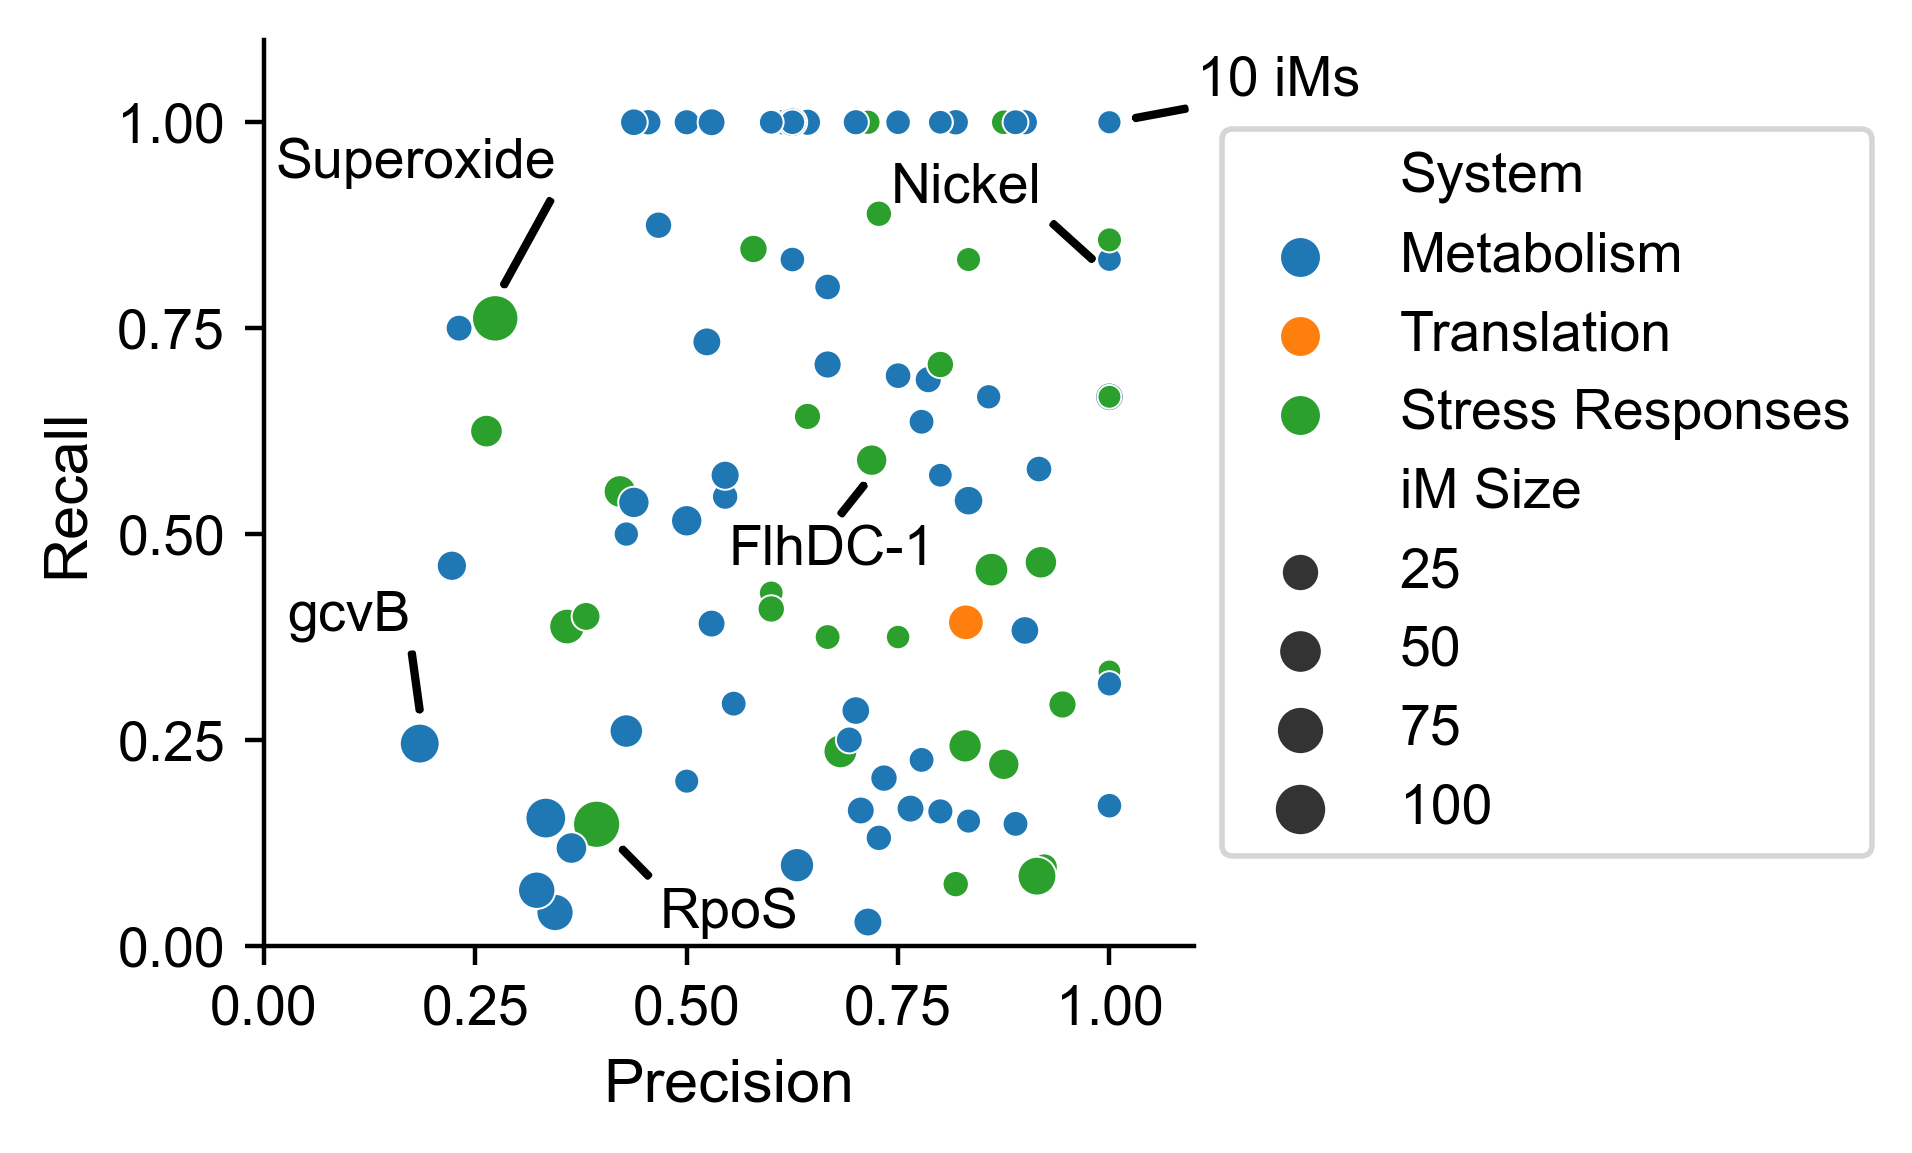 10 iMs
1.00
Superoxide
Nickel
0.75
0.50
FlhDC-1
gcvB
0.25
RpoS
0.00
0.00 0.25 0.50 0.75 1.00
Precision
Recall
System
Metabolism
Translation
Stress Responses
iM Size
25
50
75
100